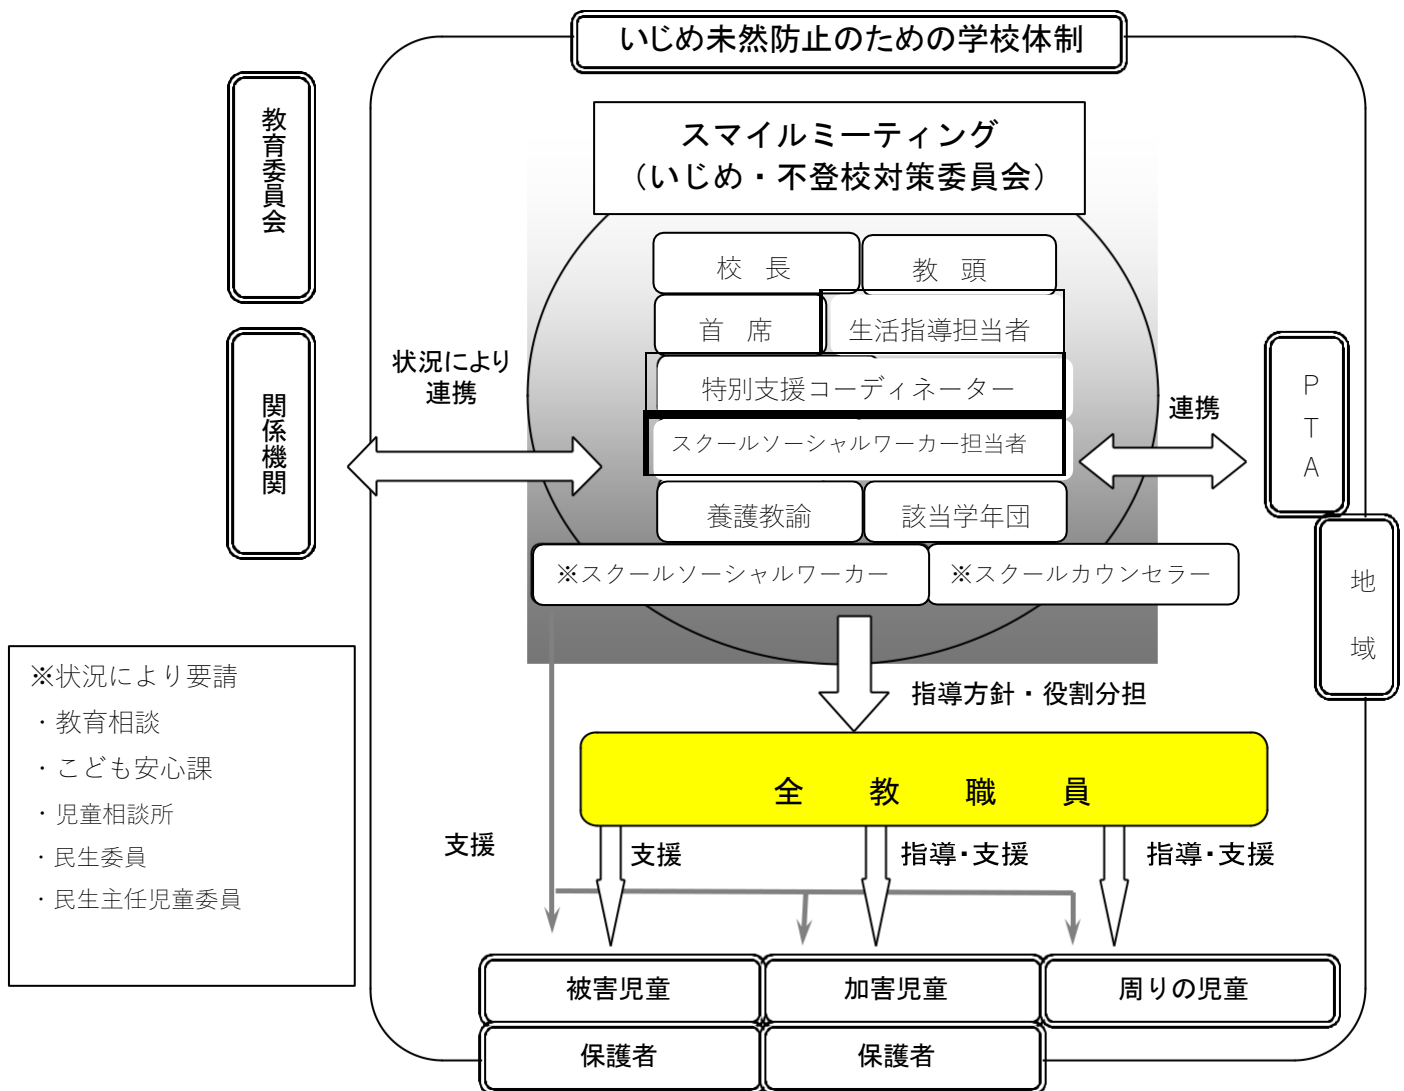 いじめ未然防止のための学校体制
教育委員会
スマイルミーティング
（いじめ・不登校対策委員会）
校　長
教　頭
首　席
生活指導担当者
特別支援コーディネーター
スクールソーシャルワーカー担当者
養護教諭
該当学年団
※スクールソーシャルワーカー
※スクールカウンセラー
関係機関
状況により
連携
連携
ＰＴＡ
地域
※状況により要請
・教育相談
・こども安心課
・児童相談所
・民生委員
・民生主任児童委員
指導方針・役割分担
全　教　職　員
支援
支援
指導・支援
指導・支援
被害児童
加害児童
周りの児童
保護者
保護者